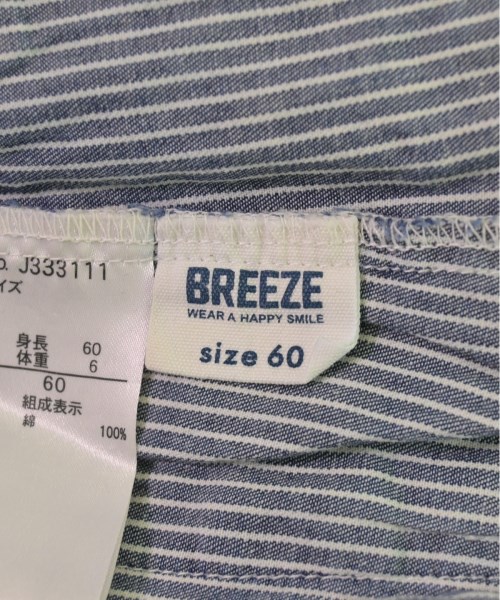 o. J333111
イズ
身長 60
体重 6
60
組成表示
綿 100%
BREEZE
WEAR A HAPPY SMILE
size 60